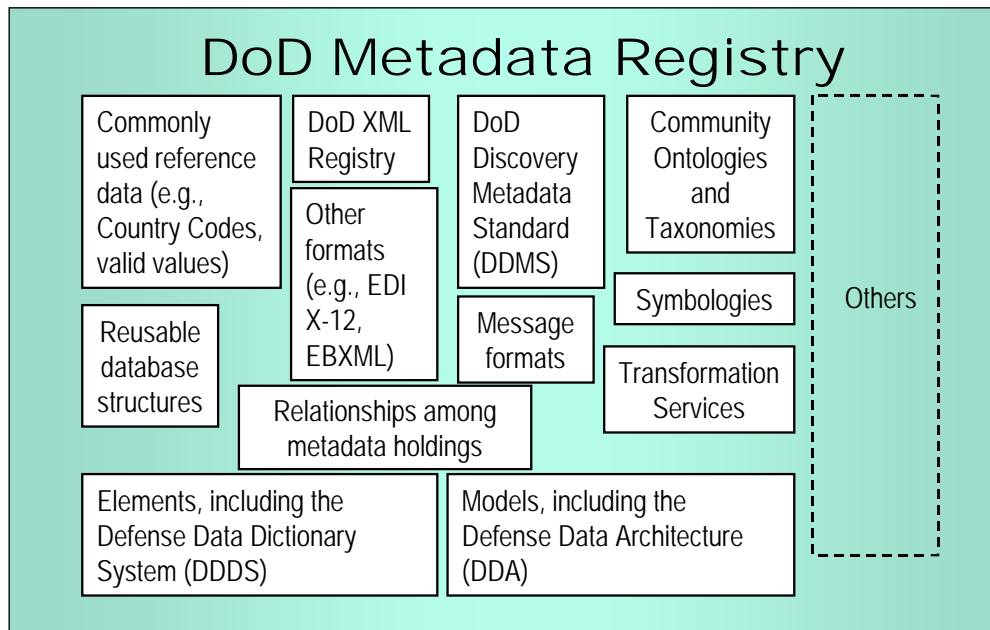 DoD Metadata Registry
Commonly
used reference
data (e.g.,
Country Codes,
valid values)
DoD XML
Registry
DoD
Discovery
Metadata
Standard
(DDMS)
Community
Ontologies
and
Taxonomies
Other
formats
(e.g., EDI
X-12,
EBXML)
Symbologies
Others
Reusable
database
structures
Message
formats
Transformation
Services
Relationships among
metadata holdings
Elements, including the
Defense Data Dictionary
System (DDDS)
Models, including the
Defense Data Architecture
(DDA)